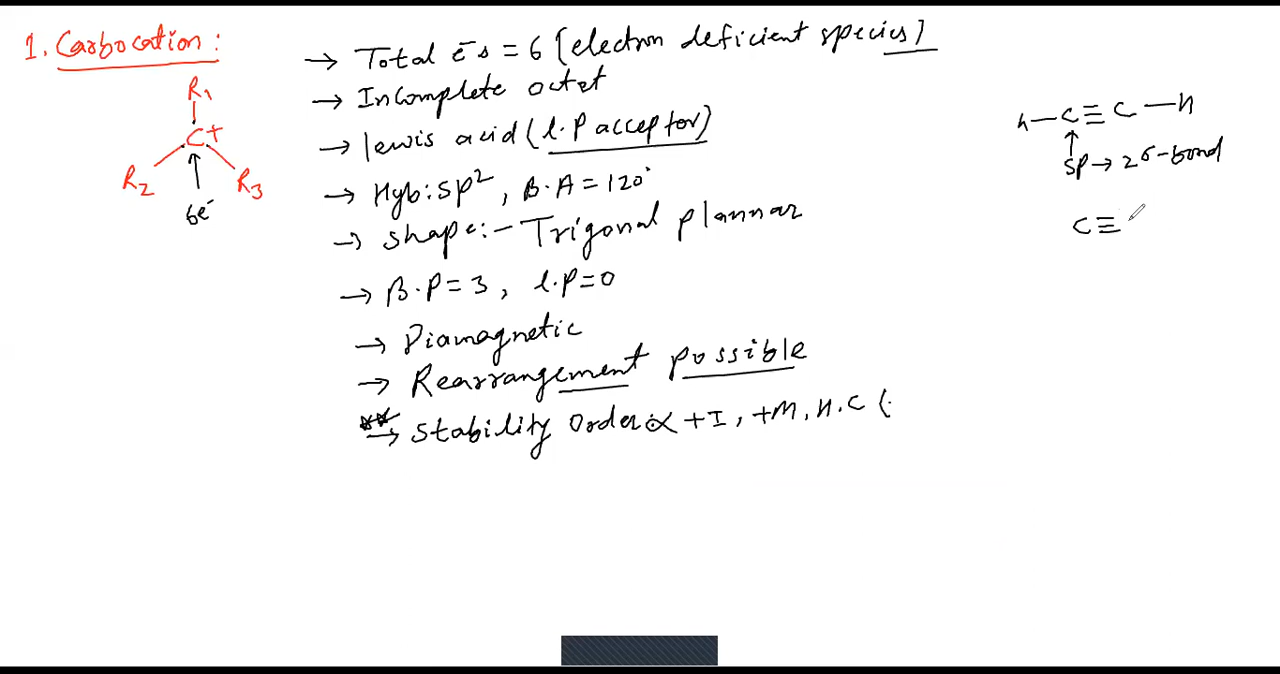 1. Carbocation:
R1
C+
R2 R3
6e-
→ Total e-s = 6 [electron deficient species]
→ Incomplete octet
→ lewis acid (l.P acceptor)
→ Hyb: sp2, B.A = 120°
→ shape:- Trigonal plannar
→ B.P = 3, l.P = 0
→ Diamagnetic
→ Rearrangement possible
** → Stability Order ∝ +I, +M, H.C (
H—C≡C—H
SP → 2σ-bond
C≡